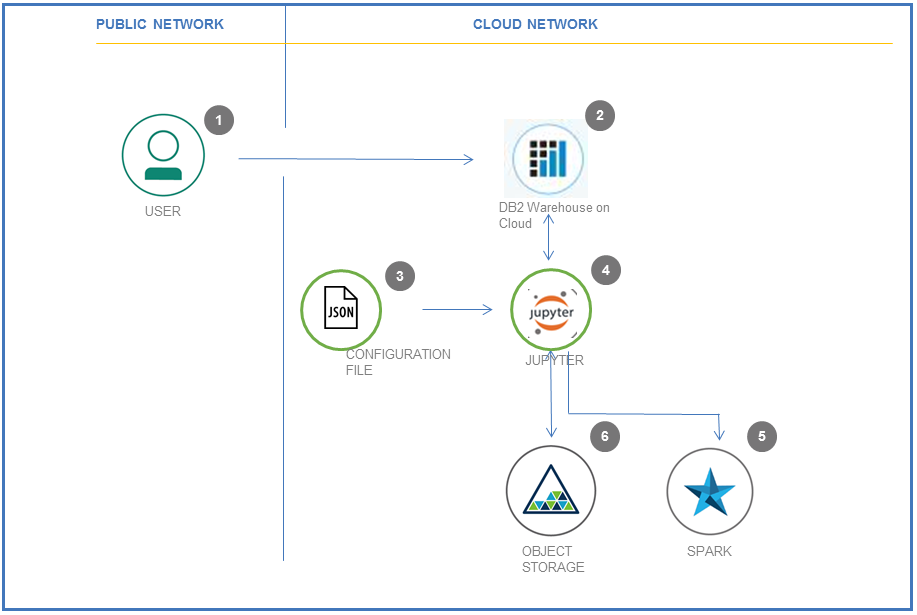 PUBLIC NETWORK
CLOUD NETWORK
1
2
USER
DB2 Warehouse on
Cloud
3
4
JSON
jupyter
CONFIGURATION
FILE
JUPYTER
6
5
OBJECT
STORAGE
SPARK